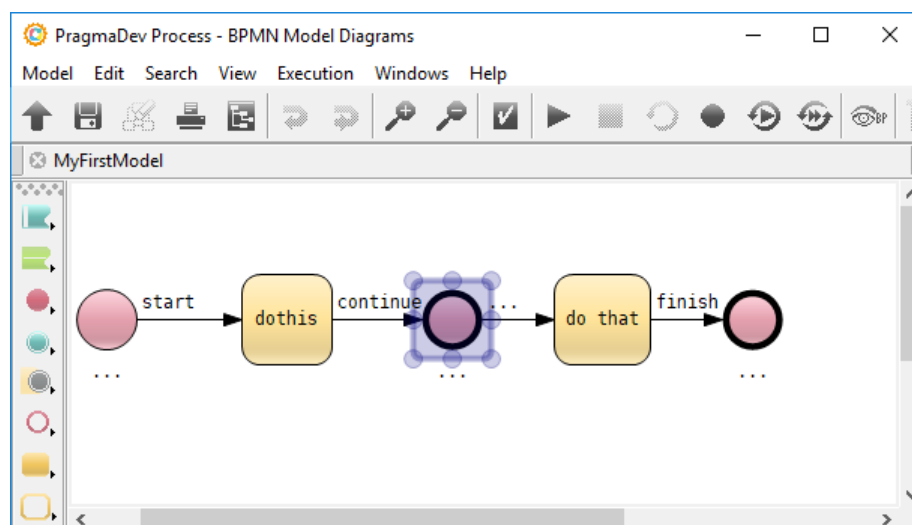 PragmaDev Process - BPMN Model Diagrams
Model Edit Search View Execution Windows Help
BP
MyFirstModel
start
continue
...
finish
dothis
do that
...
...
...